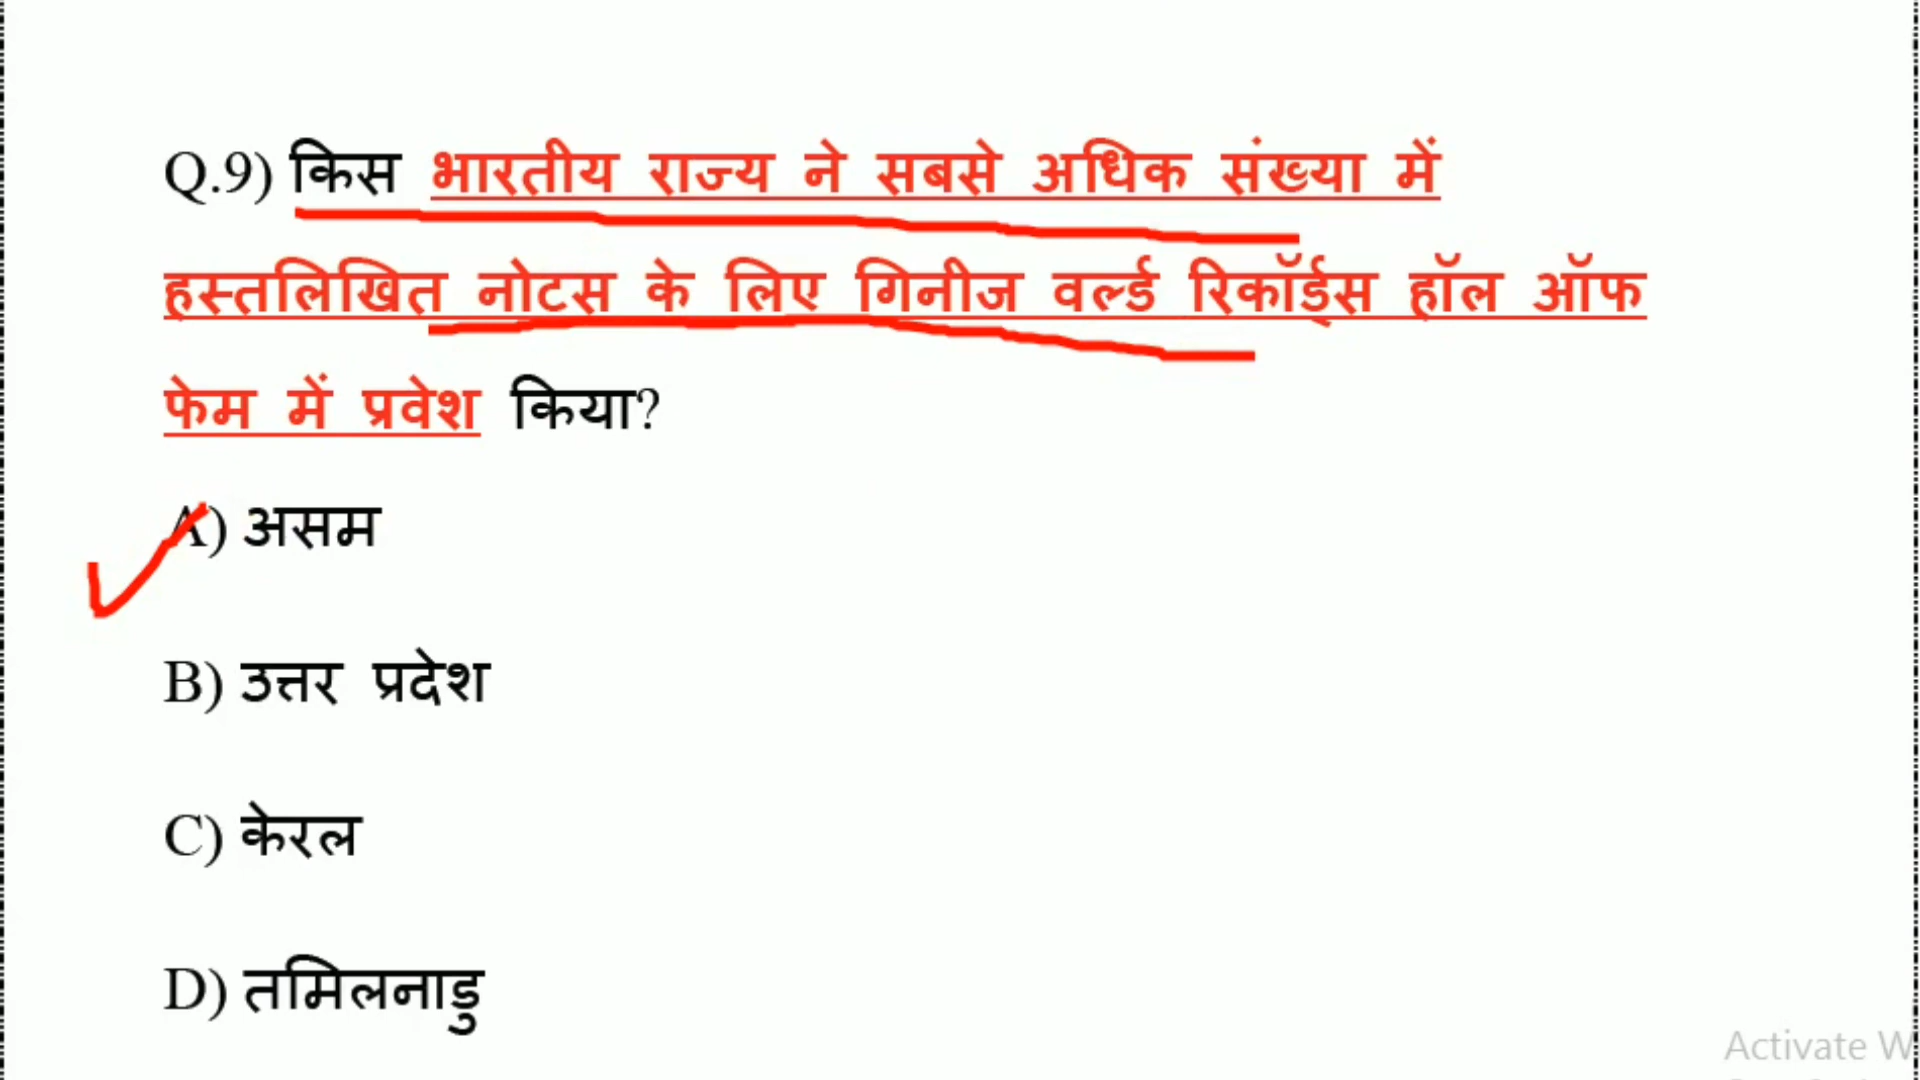 Q.9) किस भारतीय राज्य ने सबसे अधिक संख्या में
हस्तलिखित नोटस के लिए गिनीज वर्ल्ड रिकॉर्ड्स हॉल ऑफ
फेम में प्रवेश किया?
A) असम
B) उत्तर प्रदेश
C) केरल
D) तमिलनाडु
Activate W